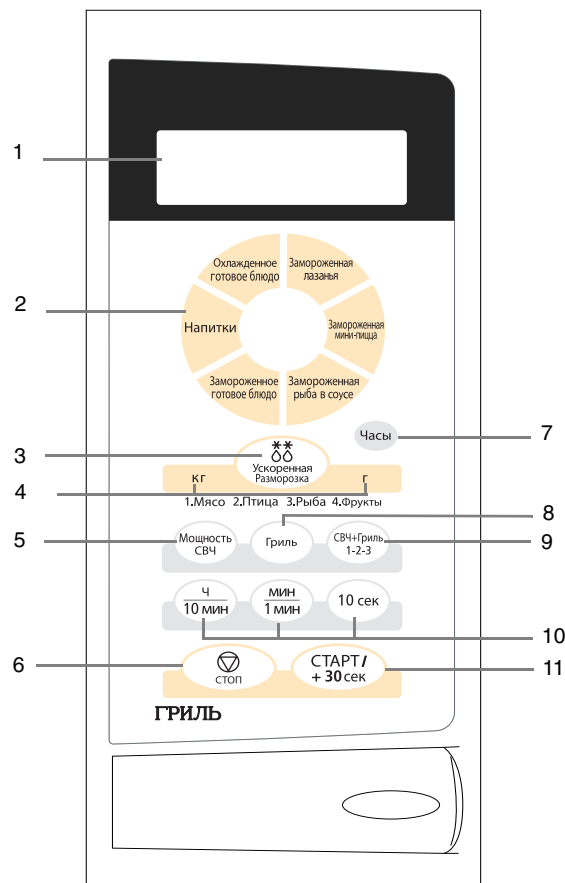 1
Охлажденное
готовое блюдо
Замороженная
лазанья
2
Напитки
Замороженная
мини-пицца
Замороженное
готовое блюдо
Замороженная
рыба в соусе
Часы
7
3
Ускоренная
Разморозка
4
кг
г
1.Мясо 2.Птица 3.Рыба 4.Фрукты
8
5
Мощность
СВЧ
Гриль
СВЧ+Гриль
1-2-3
9
ч
10 мин
мин
1 мин
10 сек
10
6
стоп
СТАРТ/
+ 30 сек
11
ГРИЛЬ